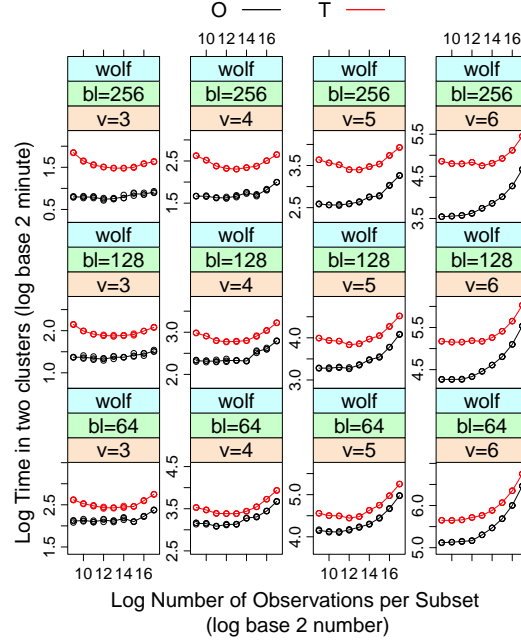 O T
10 12 14 16 10 12 14 16
wolf wolf wolf wolf
bl=256 bl=256 bl=256 bl=256
v=3 v=4 v=5 v=6
0.5 1.5
1.5 2.5
2.5 3.5
3.5 4.5 5.5
wolf wolf wolf wolf
bl=128 bl=128 bl=128 bl=128
v=3 v=4 v=5 v=6
1.0 2.0
2.0 3.0
3.0 4.0
4.5 5.5
wolf wolf wolf wolf
bl=64 bl=64 bl=64 bl=64
v=3 v=4 v=5 v=6
1.5 2.5
2.5 3.5 4.5
4.0 5.0
5.0 6.0
10 12 14 16 10 12 14 16
Log Time in two clusters (log base 2 minute)
Log Number of Observations per Subset
(log base 2 number)